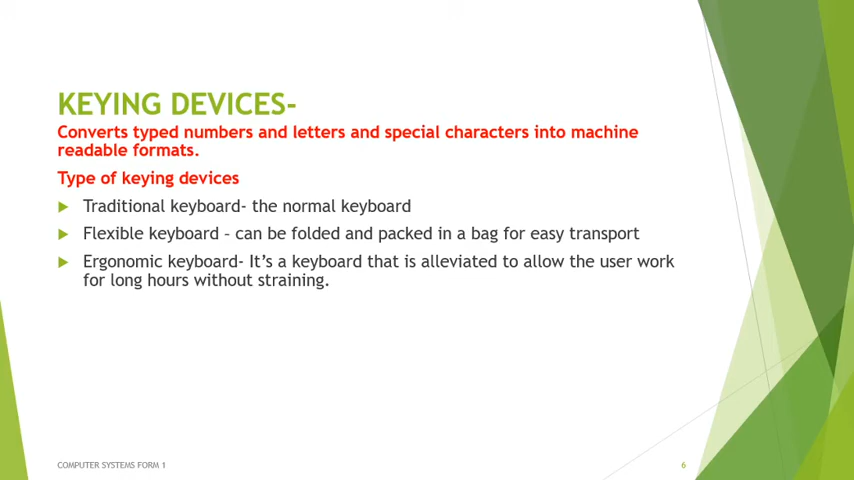 KEYING DEVICES-
Converts typed numbers and letters and special characters into machine
readable formats.
Type of keying devices
Traditional keyboard- the normal keyboard
Flexible keyboard – can be folded and packed in a bag for easy transport
Ergonomic keyboard- It’s a keyboard that is alleviated to allow the user work
for long hours without straining.
COMPUTER SYSTEMS FORM 1
6